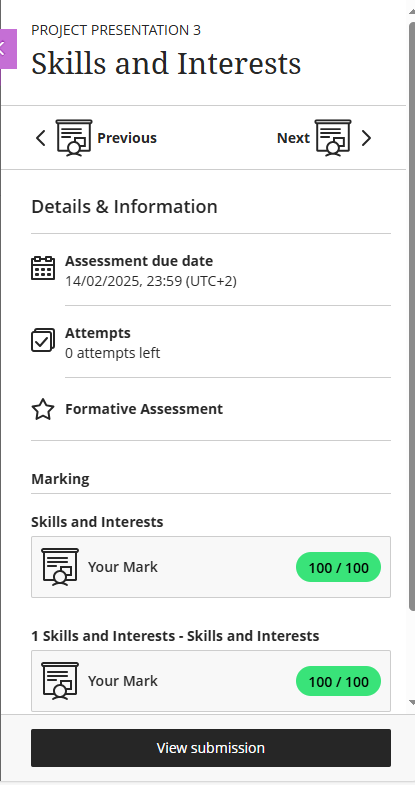 PROJECT PRESENTATION 3
Skills and Interests
Previous
Next
Details & Information
Assessment due date
14/02/2025, 23:59 (UTC+2)
Attempts
0 attempts left
Formative Assessment
Marking
Skills and Interests
Your Mark
100 / 100
1 Skills and Interests - Skills and Interests
Your Mark
100 / 100
View submission